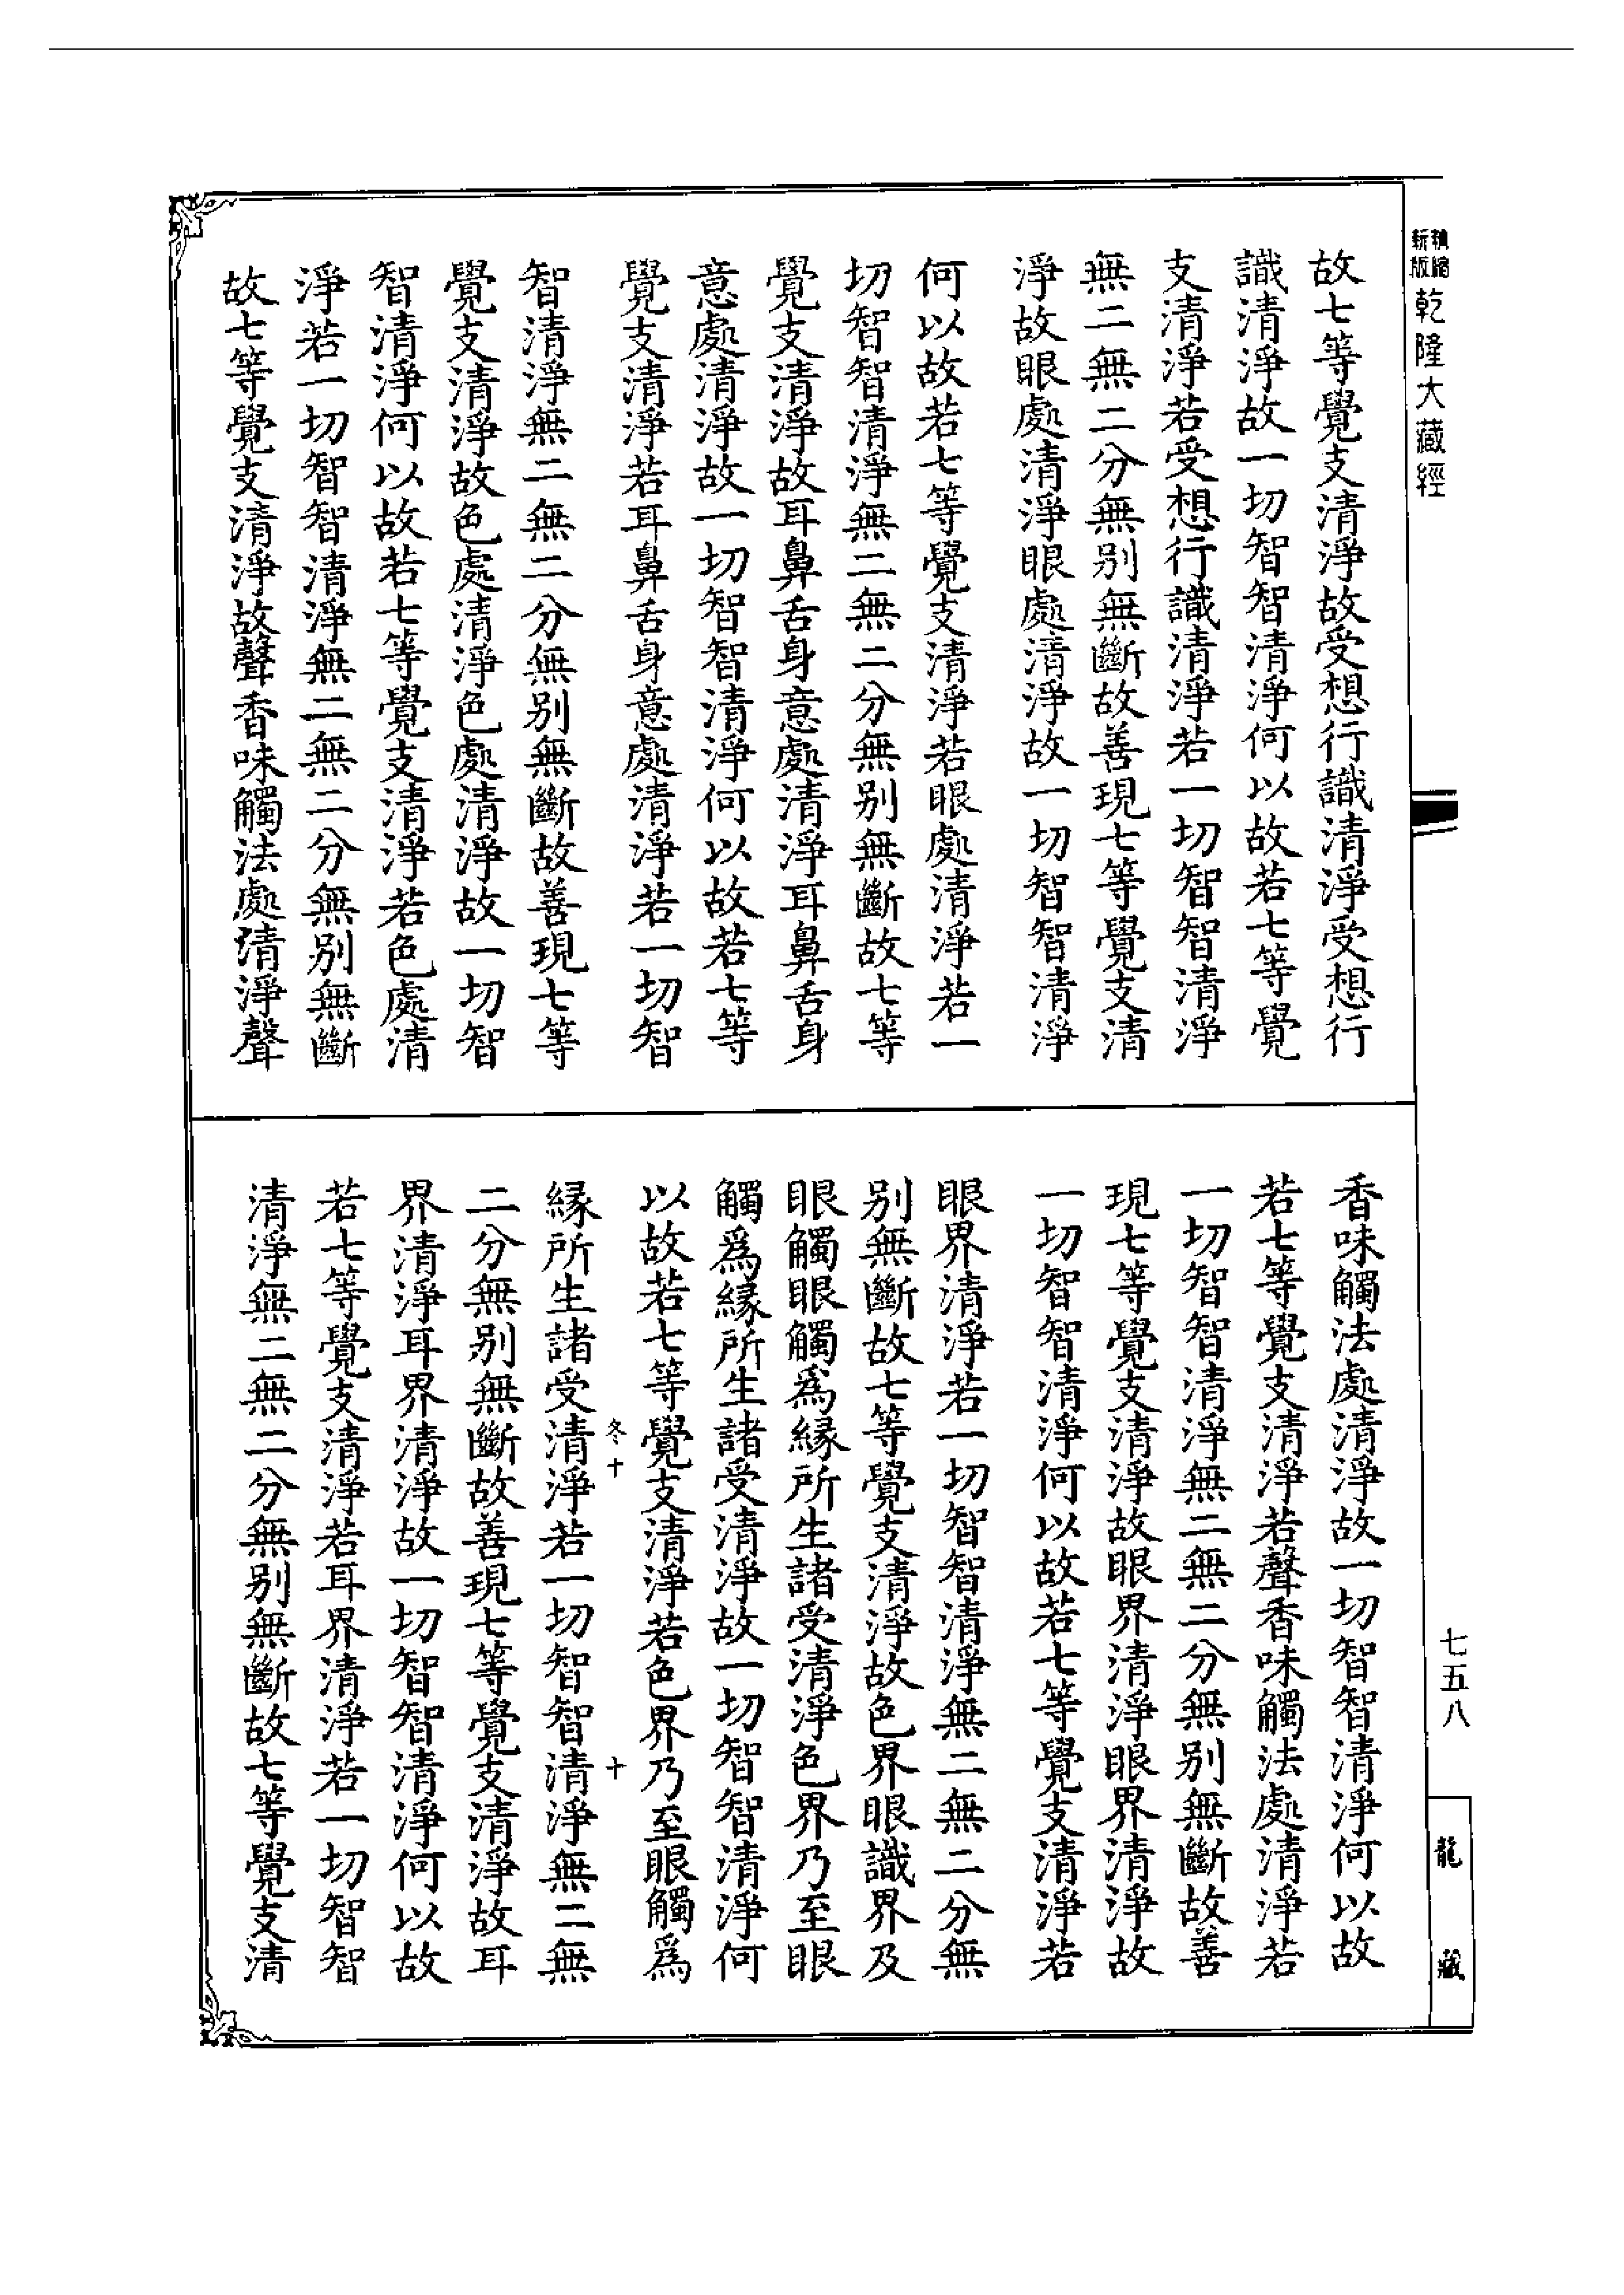 精縮新版乾隆大藏經
故七等覺支清淨故受想行識清淨受想行
識清淨故一切智智清淨何以故若七等覺
支清淨若受想行識清淨若一切智智清淨
無二無二分無别無斷故善現七等覺支清
淨故眼處清淨眼處清淨故一切智智清淨
何以故若七等覺支清淨若眼處清淨若一
切智智清淨無二無二分無别無斷故七等
覺支清淨故耳鼻舌身意處清淨耳鼻舌身
意處清淨故一切智智清淨何以故若七等
覺支清淨若耳鼻舌身意處清淨若一切智
智清淨無二無二分無别無斷故善現七等
覺支清淨故色處清淨色處清淨故一切智
智清淨何以故若七等覺支清淨若色處清
淨若一切智智清淨無二無二分無别無斷
故七等覺支清淨故聲香味觸法處清淨聲
香味觸法處清淨故一切智智清淨何以故
若七等覺支清淨若聲香味觸法處清淨若
一切智智清淨無二無二分無别無斷故善
現七等覺支清淨故眼界清淨眼界清淨故
一切智智清淨何以故若七等覺支清淨若
眼界清淨若一切智智清淨無二無二分無
别無斷故七等覺支清淨故色界眼識界及
眼觸眼觸爲緣所生諸受清淨色界乃至眼
觸爲緣所生諸受清淨故一切智智清淨何
以故若七等覺支清淨若色界乃至眼觸爲
冬十
十
緣所生諸受清淨若一切智智清淨無二無
二分無别無斷故善現七等覺支清淨故耳
界清淨耳界清淨故一切智智清淨何以故
若七等覺支清淨若耳界清淨若一切智智
清淨無二無二分無别無斷故七等覺支清
七五八
龍藏